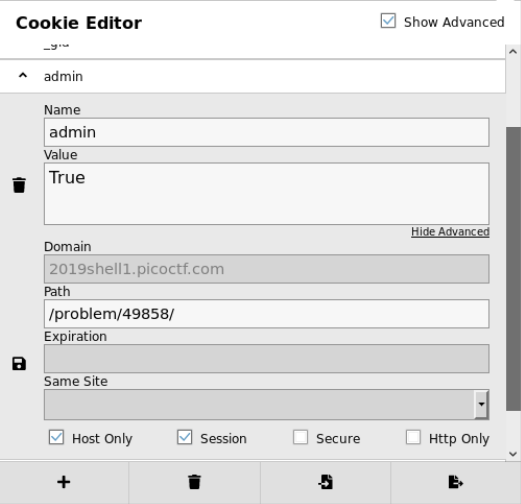 Cookie Editor
Show Advanced
_gid
admin
Name
admin
Value
True
Hide Advanced
Domain
2019shell1.picoctf.com
Path
/problem/49858/
Expiration
Same Site
Host Only
Session
Secure
Http Only